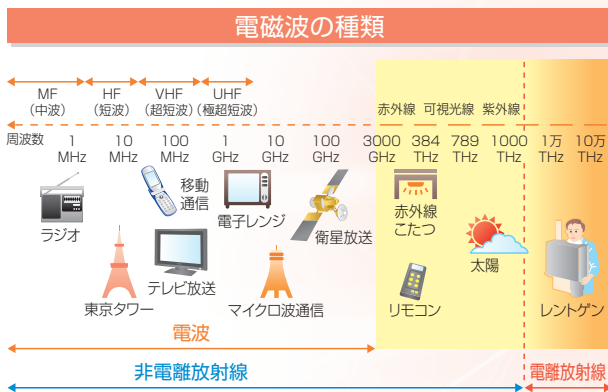 電磁波の種類
MF HF VHF UHF
(中波) (短波) (超短波) (極超短波) 赤外線 可視光線 紫外線
周波数 1 10 100 1 10 100 3000 384 789 1000 1万 10万
MHz MHz MHz GHz GHz GHz GHz THz THz THz THz THz
ラジオ
移動
通信
電子レンジ
衛星放送
赤外線
こたつ
太陽
東京タワー
テレビ放送
マイクロ波通信
リモコン
レントゲン
電波
非電離放射線
電離放射線